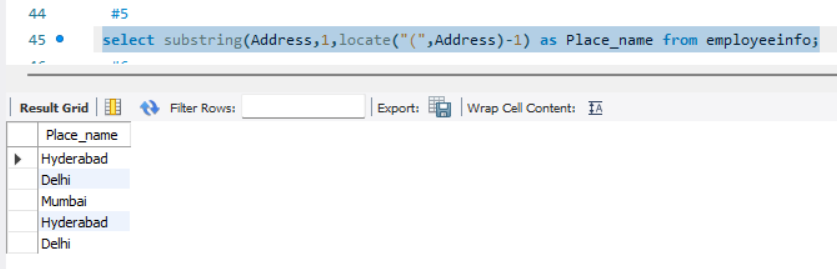 44 #5
45 select substring(Address,1,locate("(",Address)-1) as Place_name from employeeinfo;
Result Grid Filter Rows: Export: Wrap Cell Content: IA
Place_name
Hyderabad
Delhi
Mumbai
Hyderabad
Delhi